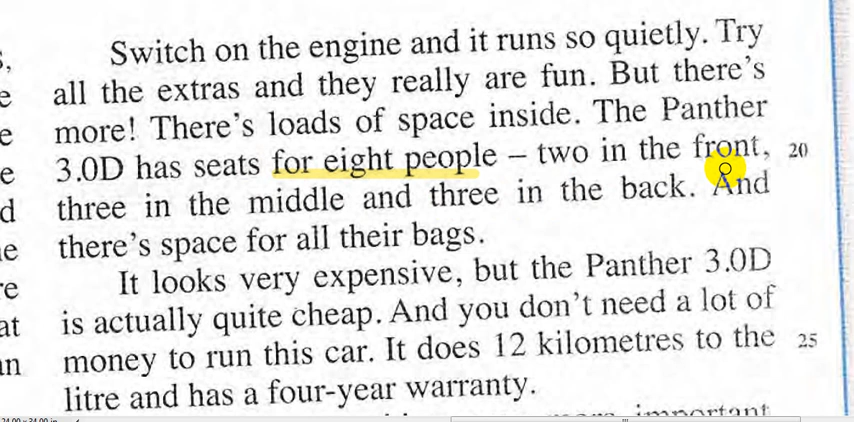 Switch on the engine and it runs so quietly. Try
all the extras and they really are fun. But there's
more! There's loads of space inside. The Panther
3.0D has seats for eight people – two in the front, 20
three in the middle and three in the back. And
there's space for all their bags.
It looks very expensive, but the Panther 3.0D
is actually quite cheap. And you don't need a lot of
money to run this car. It does 12 kilometres to the 25
litre and has a four-year warranty.
important